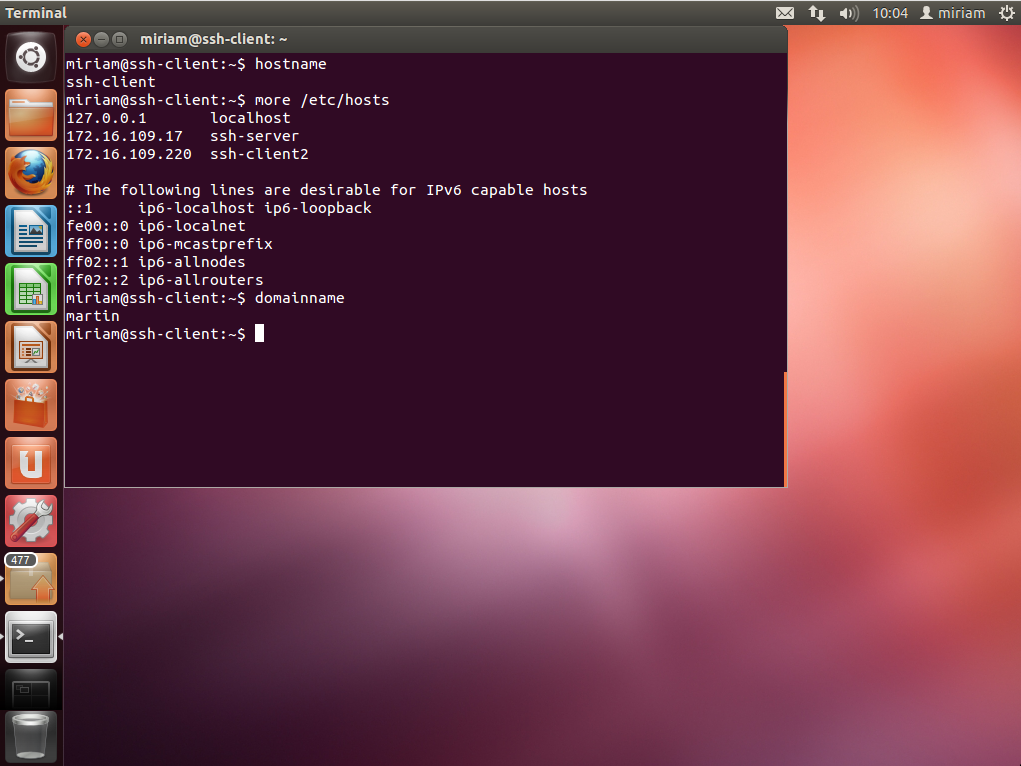 Terminal
10:04
miriam
miriam@ssh-client: ~
miriam@ssh-client:~$ hostname
ssh-client
miriam@ssh-client:~$ more /etc/hosts
127.0.0.1       localhost
172.16.109.17   ssh-server
172.16.109.220  ssh-client2
# The following lines are desirable for IPv6 capable hosts
::1     ip6-localhost ip6-loopback
fe00::0 ip6-localnet
ff00::0 ip6-mcastprefix
ff02::1 ip6-allnodes
ff02::2 ip6-allrouters
miriam@ssh-client:~$ domainname
martin
miriam@ssh-client:~$
477
>_